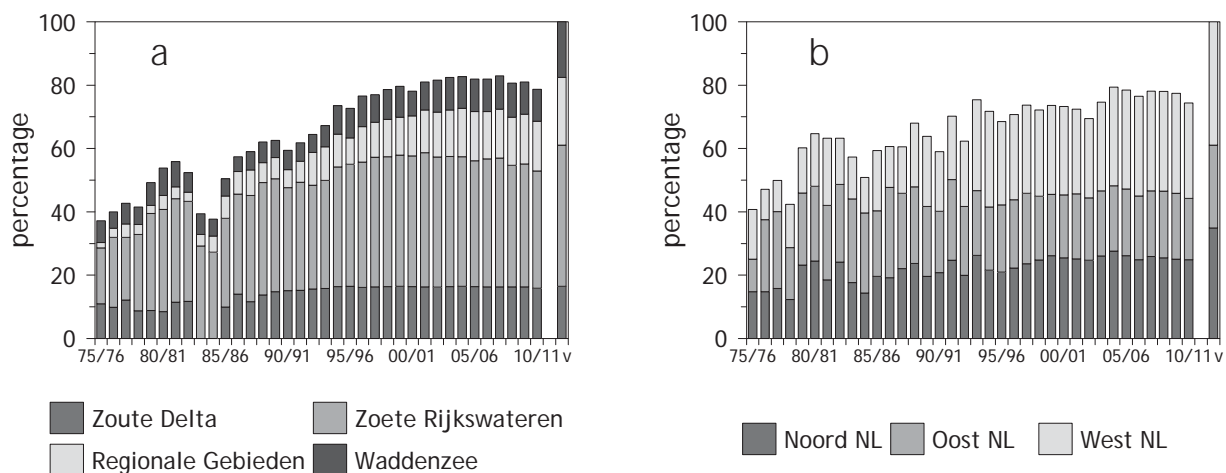 a
percentage
100
80
60
40
20
0
75/76 80/81 85/86 90/91 95/96 00/01 05/06 10/11 v
Zoute Delta
Zoete Rijkswateren
Regionale Gebieden
Waddenzee
b
percentage
100
80
60
40
20
0
75/76 80/81 85/86 90/91 95/96 00/01 05/06 10/11 v
Noord NL
Oost NL
West NL